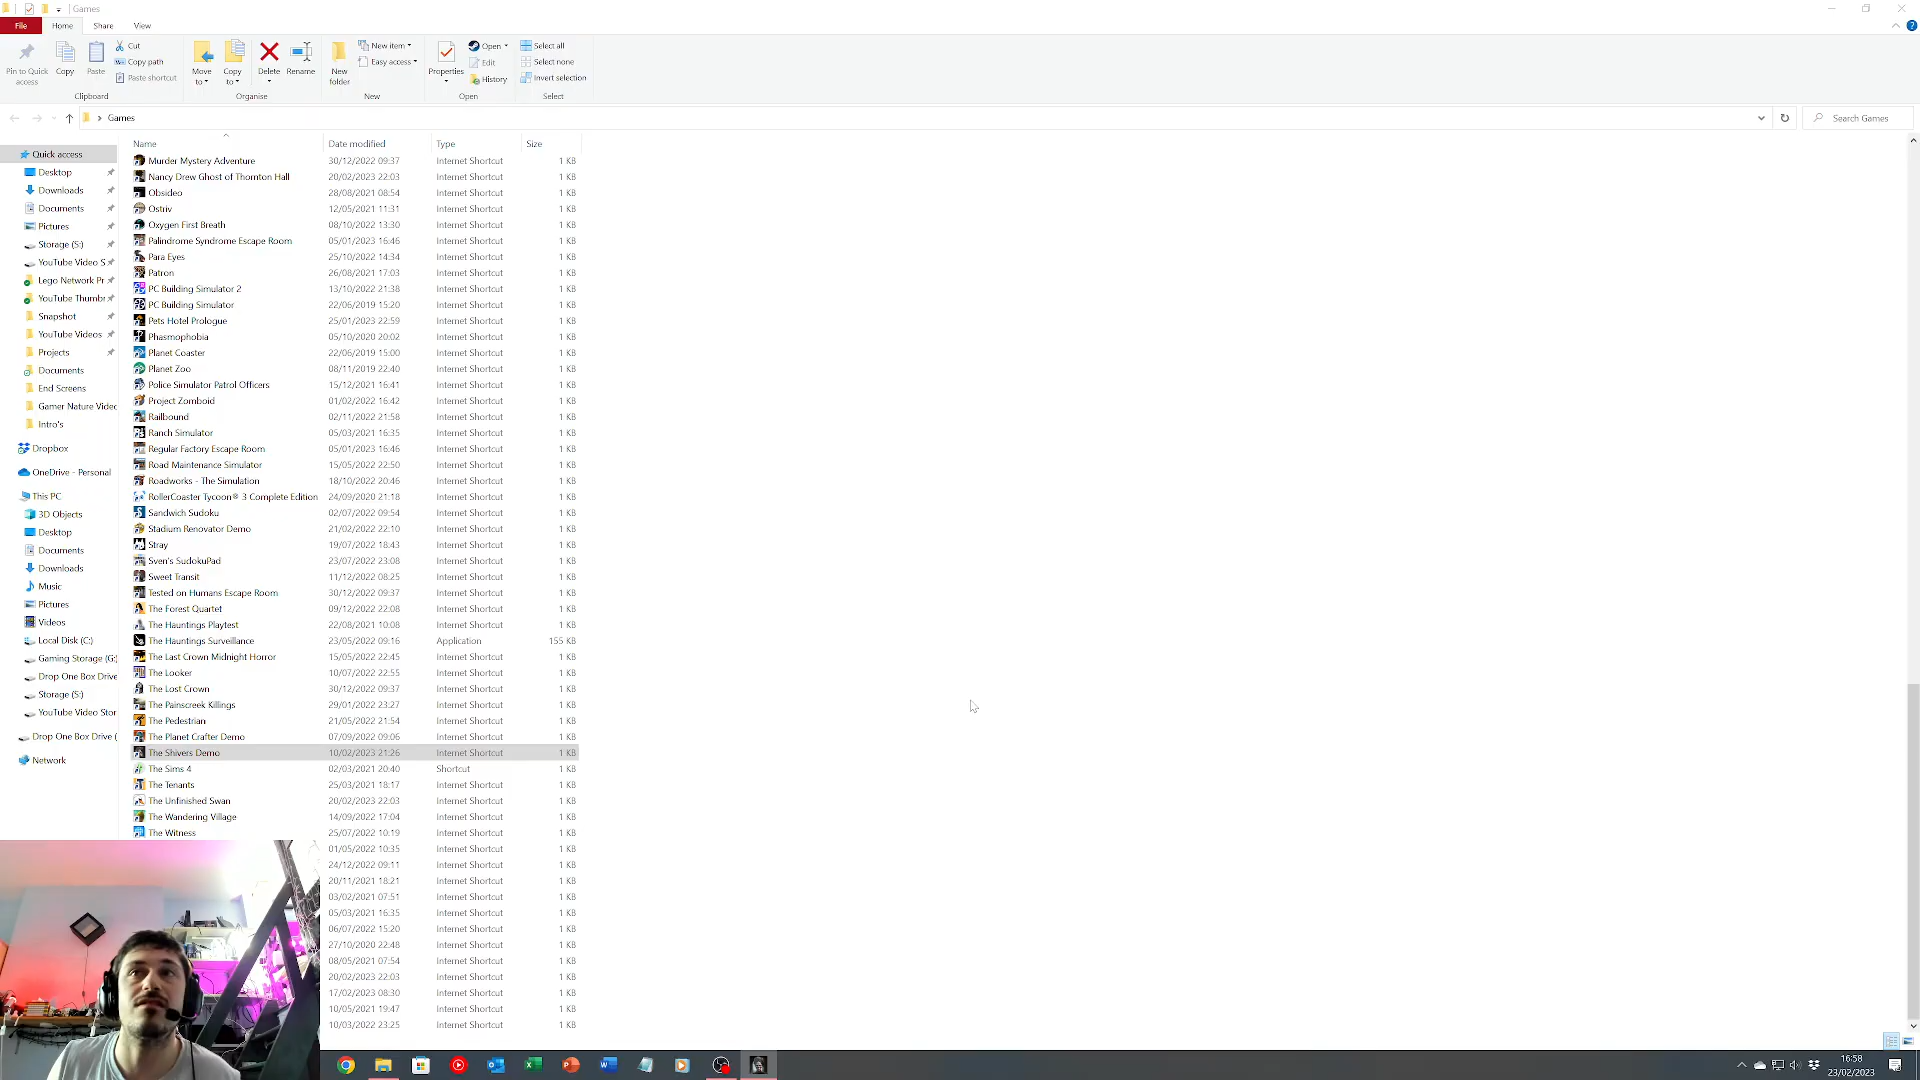 Games
File Home Share View
Pin to Quick access
Copy
Paste
Cut
Copy path
Paste shortcut
Clipboard
Move to
Copy to
Delete
Rename
Organise
New folder
New item
Easy access
New
Properties
Open
Edit
History
Open
Select all
Select none
Invert selection
Select
Games
Search Games
Name Date modified Type Size
Quick access
Desktop
Downloads
Documents
Pictures
Storage (S:)
YouTube Video S
Lego Network Pr
YouTube Thumb
Snapshot
YouTube Videos
Projects
Documents
End Screens
Gamer Nature Videc
Intro's
Dropbox
OneDrive - Personal
This PC
3D Objects
Desktop
Documents
Downloads
Music
Pictures
Videos
Local Disk (C:)
Gaming Storage (G:
Drop One Box Drive
Storage (S:)
YouTube Video Stor
Drop One Box Drive (
Network
Murder Mystery Adventure 30/12/2022 09:37 Internet Shortcut 1 KB
Nancy Drew Ghost of Thornton Hall 20/02/2023 22:03 Internet Shortcut 1 KB
Obsideo 28/08/2021 08:54 Internet Shortcut 1 KB
Ostriv 12/05/2021 11:31 Internet Shortcut 1 KB
Oxygen First Breath 08/10/2022 13:30 Internet Shortcut 1 KB
Palindrome Syndrome Escape Room 05/01/2023 16:46 Internet Shortcut 1 KB
Para Eyes 25/10/2022 14:34 Internet Shortcut 1 KB
Patron 26/08/2021 17:03 Internet Shortcut 1 KB
PC Building Simulator 2 13/10/2022 21:38 Internet Shortcut 1 KB
PC Building Simulator 22/06/2019 15:20 Internet Shortcut 1 KB
Pets Hotel Prologue 25/01/2023 22:59 Internet Shortcut 1 KB
Phasmophobia 05/10/2020 20:02 Internet Shortcut 1 KB
Planet Coaster 22/06/2019 15:00 Internet Shortcut 1 KB
Planet Zoo 08/11/2019 22:40 Internet Shortcut 1 KB
Police Simulator Patrol Officers 15/12/2021 16:41 Internet Shortcut 1 KB
Project Zomboid 01/02/2022 16:42 Internet Shortcut 1 KB
Railbound 02/11/2022 21:58 Internet Shortcut 1 KB
Ranch Simulator 05/03/2021 16:35 Internet Shortcut 1 KB
Regular Factory Escape Room 05/01/2023 16:46 Internet Shortcut 1 KB
Road Maintenance Simulator 15/05/2022 22:50 Internet Shortcut 1 KB
Roadworks - The Simulation 18/10/2022 20:46 Internet Shortcut 1 KB
RollerCoaster Tycoon® 3 Complete Edition 24/09/2020 21:18 Internet Shortcut 1 KB
Sandwich Sudoku 02/07/2022 09:54 Internet Shortcut 1 KB
Stadium Renovator Demo 21/02/2022 22:10 Internet Shortcut 1 KB
Stray 19/07/2022 18:43 Internet Shortcut 1 KB
Sven's SudokuPad 23/07/2022 23:08 Internet Shortcut 1 KB
Sweet Transit 11/12/2022 08:25 Internet Shortcut 1 KB
Tested on Humans Escape Room 30/12/2022 09:37 Internet Shortcut 1 KB
The Forest Quartet 09/12/2022 22:08 Internet Shortcut 1 KB
The Hauntings Playtest 22/08/2021 10:08 Internet Shortcut 1 KB
The Hauntings Surveillance 23/05/2022 09:16 Application 155 KB
The Last Crown Midnight Horror 15/05/2022 22:45 Internet Shortcut 1 KB
The Looker 10/07/2022 22:55 Internet Shortcut 1 KB
The Lost Crown 30/12/2022 09:37 Internet Shortcut 1 KB
The Painscreek Killings 29/01/2022 23:27 Internet Shortcut 1 KB
The Pedestrian 21/05/2022 21:54 Internet Shortcut 1 KB
The Planet Crafter Demo 07/09/2022 09:06 Internet Shortcut 1 KB
The Shivers Demo 10/02/2023 21:26 Internet Shortcut 1 KB
The Sims 4 02/03/2021 20:40 Shortcut 1 KB
The Tenants 25/03/2021 18:17 Internet Shortcut 1 KB
The Unfinished Swan 20/02/2023 22:03 Internet Shortcut 1 KB
The Wandering Village 14/09/2022 17:04 Internet Shortcut 1 KB
The Witness 25/07/2022 10:19 Internet Shortcut 1 KB
01/05/2022 10:35 Internet Shortcut 1 KB
24/12/2022 09:11 Internet Shortcut 1 KB
20/11/2021 18:21 Internet Shortcut 1 KB
03/02/2021 07:51 Internet Shortcut 1 KB
05/03/2021 16:35 Internet Shortcut 1 KB
06/07/2022 15:20 Internet Shortcut 1 KB
27/10/2020 22:48 Internet Shortcut 1 KB
08/05/2021 07:54 Internet Shortcut 1 KB
20/02/2023 22:03 Internet Shortcut 1 KB
17/02/2023 08:30 Internet Shortcut 1 KB
10/05/2021 19:47 Internet Shortcut 1 KB
10/03/2022 23:25 Internet Shortcut 1 KB
16:58
23/02/2023